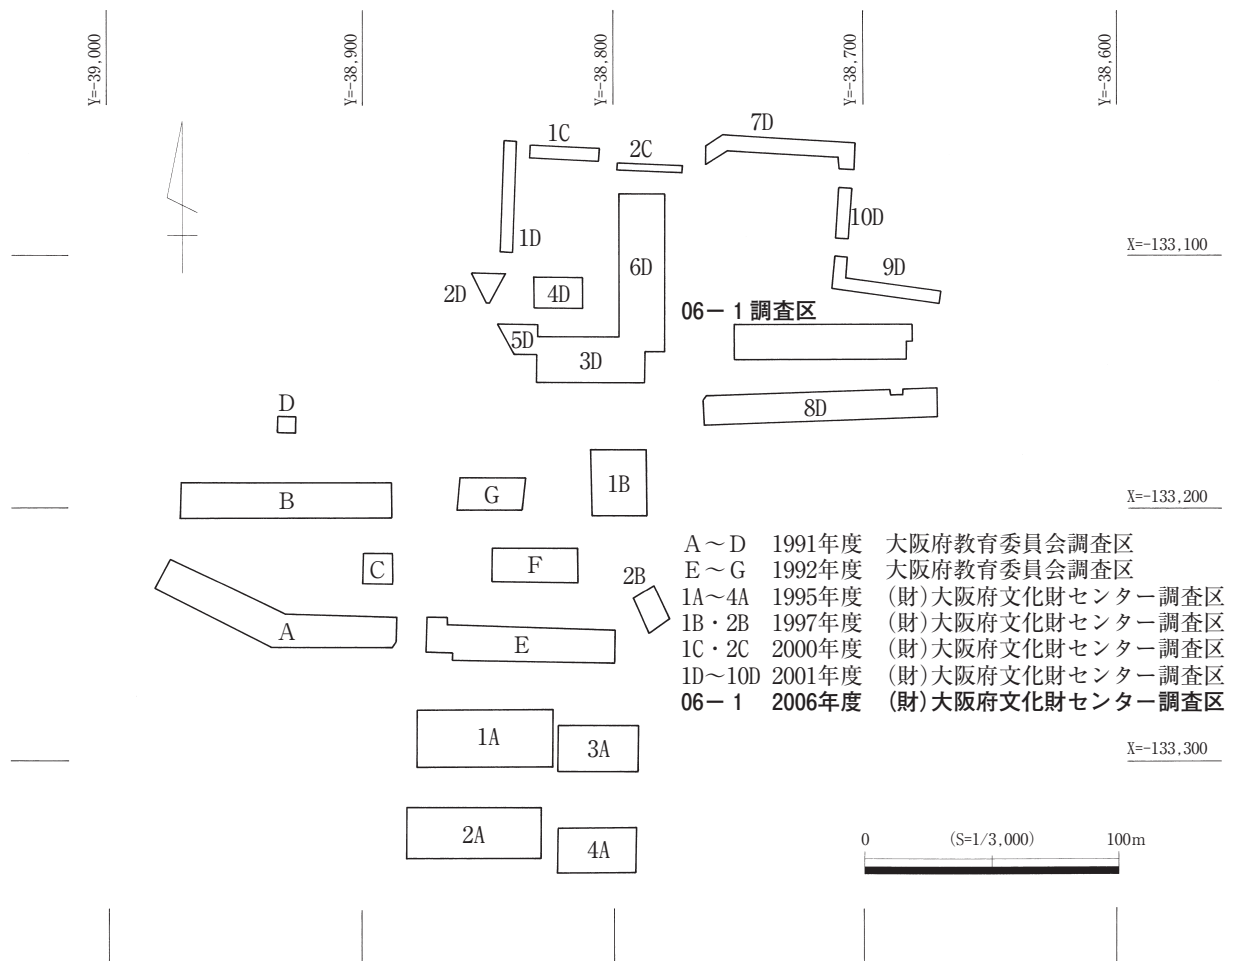 Y=-39,000
Y=-38,900
Y=-38,800
Y=-38,700
Y=-38,600
7D
1C
2C
10D
1D
X=-133,100
6D
9D
2D
4D
06－1調査区
5D
3D
D
8D
1B
G
B
X=-133,200
A～D 1991年度 大阪府教育委員会調査区
F
C
E～G 1992年度 大阪府教育委員会調査区
2B
1A～4A 1995年度 (財)大阪府文化財センター調査区
1B・2B 1997年度 (財)大阪府文化財センター調査区
A
E
1C・2C 2000年度 (財)大阪府文化財センター調査区
1D～10D 2001年度 (財)大阪府文化財センター調査区
06－1 2006年度 (財)大阪府文化財センター調査区
1A
3A
X=-133,300
2A
4A
0 (S=1/3,000) 100m